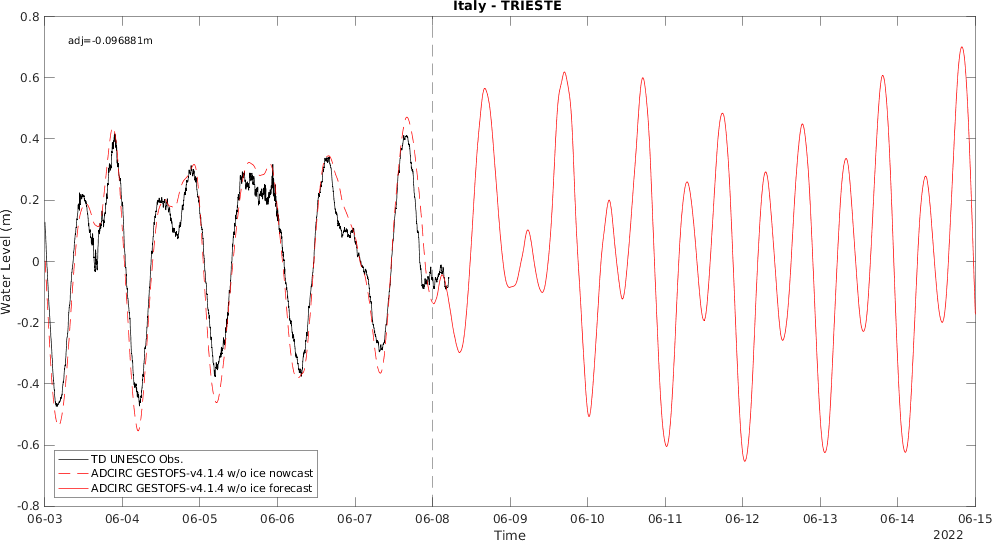 Italy - TRIESTE
adj=-0.096881m
Water Level (m)
0.8
0.6
0.4
0.2
0
-0.2
-0.4
-0.6
-0.8
TD UNESCO Obs.
ADCIRC GESTOFS-v4.1.4 w/o ice nowcast
ADCIRC GESTOFS-v4.1.4 w/o ice forecast
06-03 06-04 06-05 06-06 06-07 06-08 06-09 06-10 06-11 06-12 06-13 06-14 06-15
Time
2022